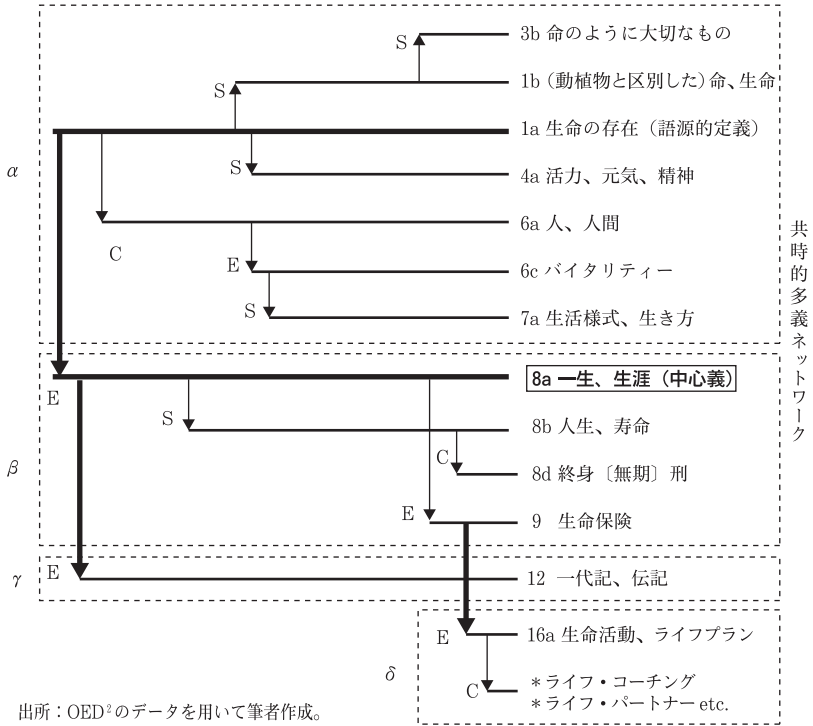 S
3b 命のように大切なもの
S
1b（動植物と区別した）命、生命
1a 生命の存在（語源的定義）
α
S
4a 活力、元気、精神
6a 人、人間
C
E
6c バイタリティー
S
7a 生活様式、生き方
共時的多義ネットワーク
8a 一生、生涯（中心義）
E
S
8b 人生、寿命
β
C
8d 終身〔無期〕刑
E
9 生命保険
γ
E
12 一代記、伝記
E
16a 生命活動、ライフプラン
δ
C
＊ライフ・コーチング
＊ライフ・パートナー etc.
出所：OED²のデータを用いて筆者作成。